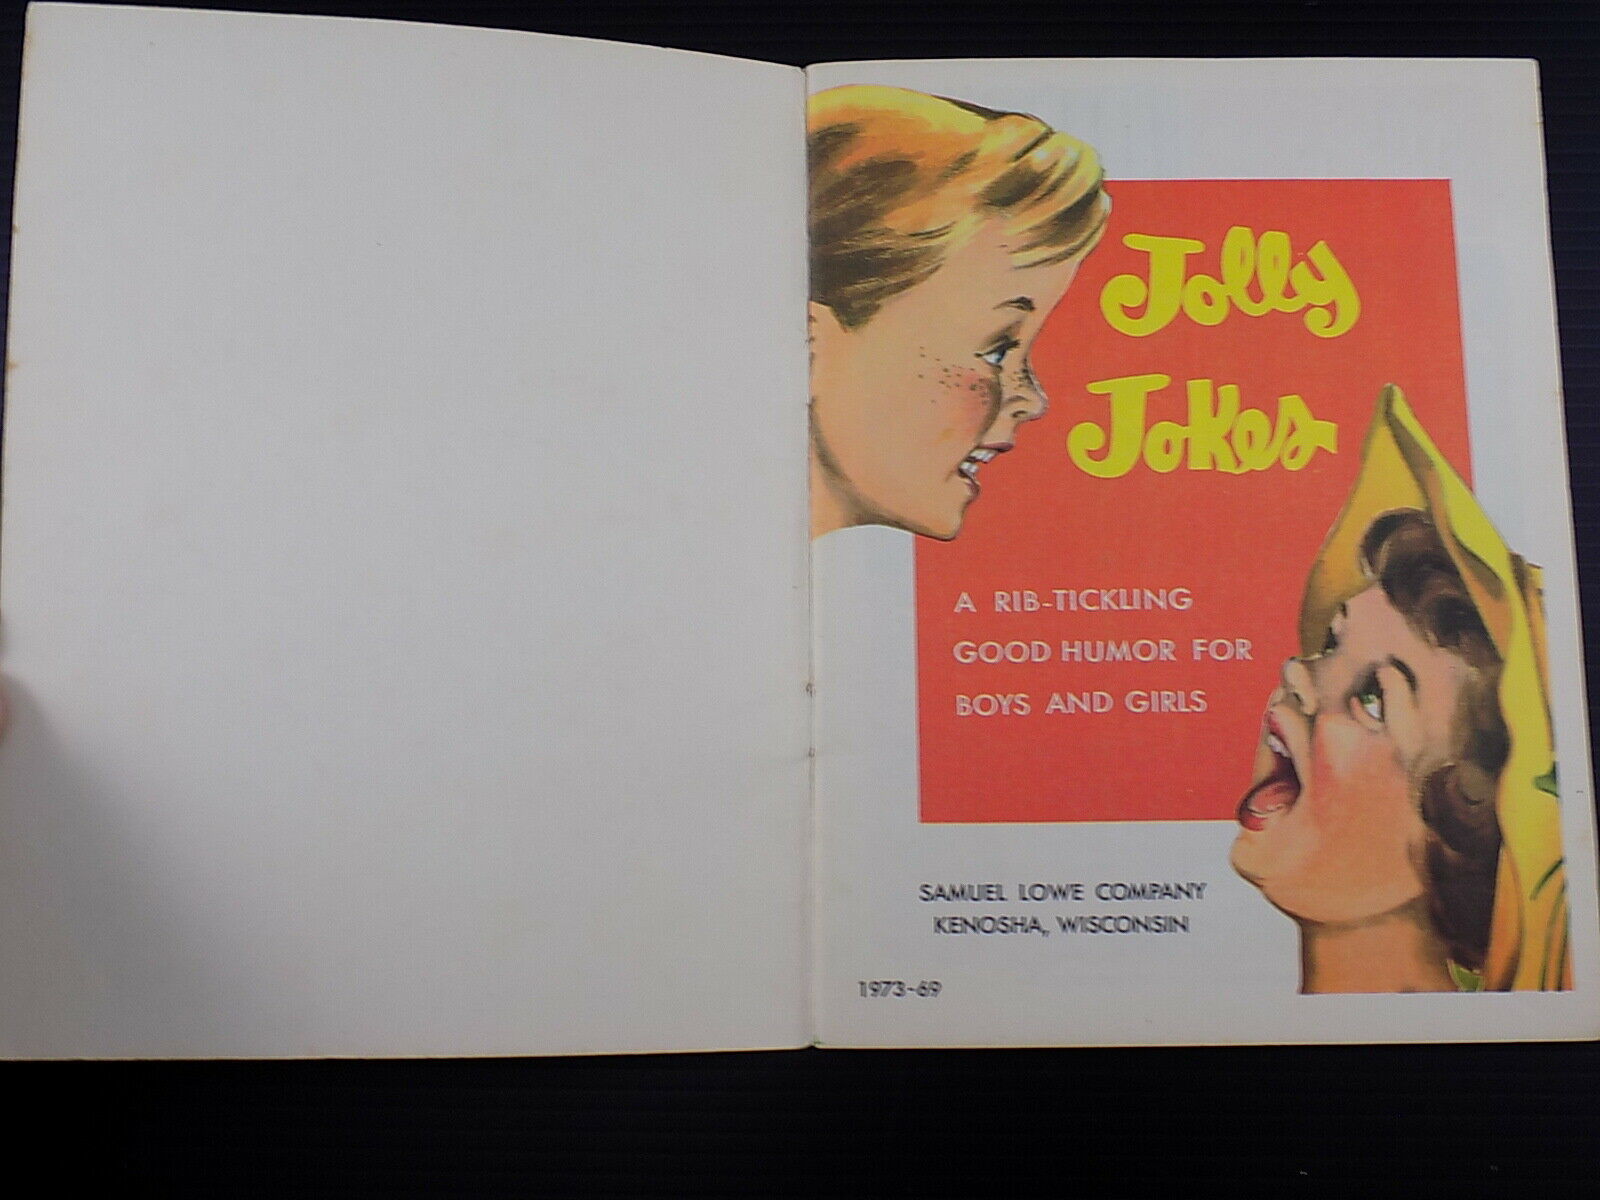 Jolly
Jokes
A RIB-TICKLING
GOOD HUMOR FOR
BOYS AND GIRLS
SAMUEL LOWE COMPANY
KENOSHA, WISCONSIN
1973-69